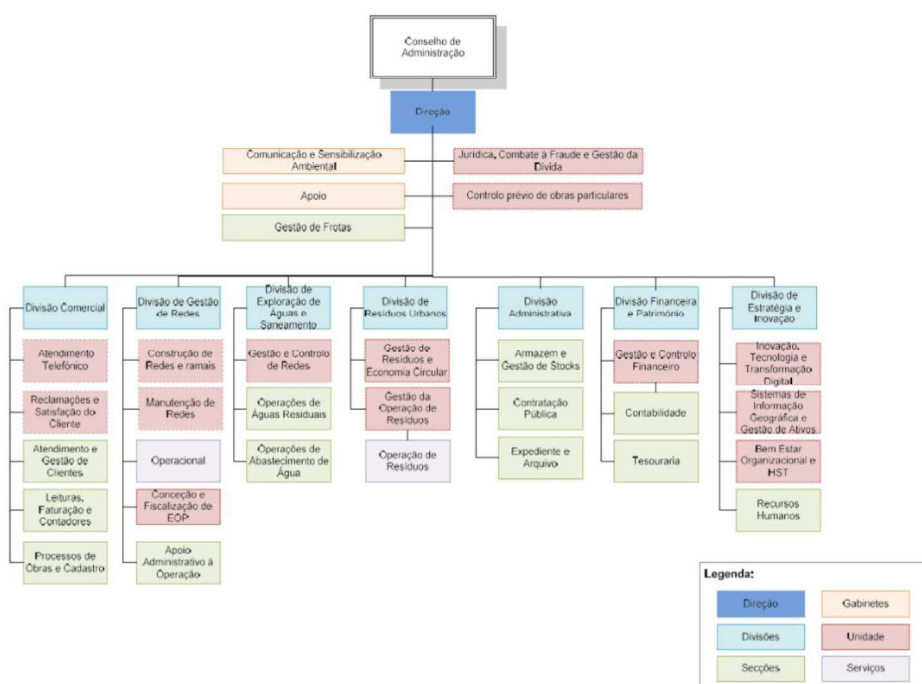 Conselho de
Administração
Direção
Comunicação e Sensibilização
Ambiental
Jurídica, Combate à Fraude e Gestão da
Dívida
Apoio
Controlo prévio de obras particulares
Gestão de Frotas
Divisão Comercial
Atendimento
Telefónico
Reclamações e
Satisfação do
Cliente
Atendimento e
Gestão de
Clientes
Leituras,
Faturação e
Contadores
Processos de
Obras e Cadastro
Divisão de Gestão
de Redes
Construção de
Redes e ramais
Manutenção de
Redes
Operacional
Conceção e
Fiscalização de
EOP
Apoio
Administrativo à
Operação
Divisão de
Exploração de
Águas e
Saneamento
Gestão e Controlo
de Redes
Operações de
Águas Residuais
Operações de
Abastecimento de
Água
Divisão de
Resíduos Urbanos
Gestão de
Resíduos e
Economia Circular
Gestão da
Operação de
Resíduos
Operação de
Resíduos
Divisão
Administrativa
Armazém e
Gestão de Stocks
Contratação
Pública
Expediente e
Arquivo
Divisão Financeira
e Património
Gestão e Controlo
Financeiro
Contabilidade
Tesouraria
Divisão de
Estratégia e
Inovação
Inovação,
Tecnologia e
Transformação
Digital
Sistemas de
Informação
Geográfica e
Gestão de Ativos
Bem Estar
Organizacional e
HST
Recursos
Humanos
Legenda:
Direção
Gabinetes
Divisões
Unidade
Secções
Serviços